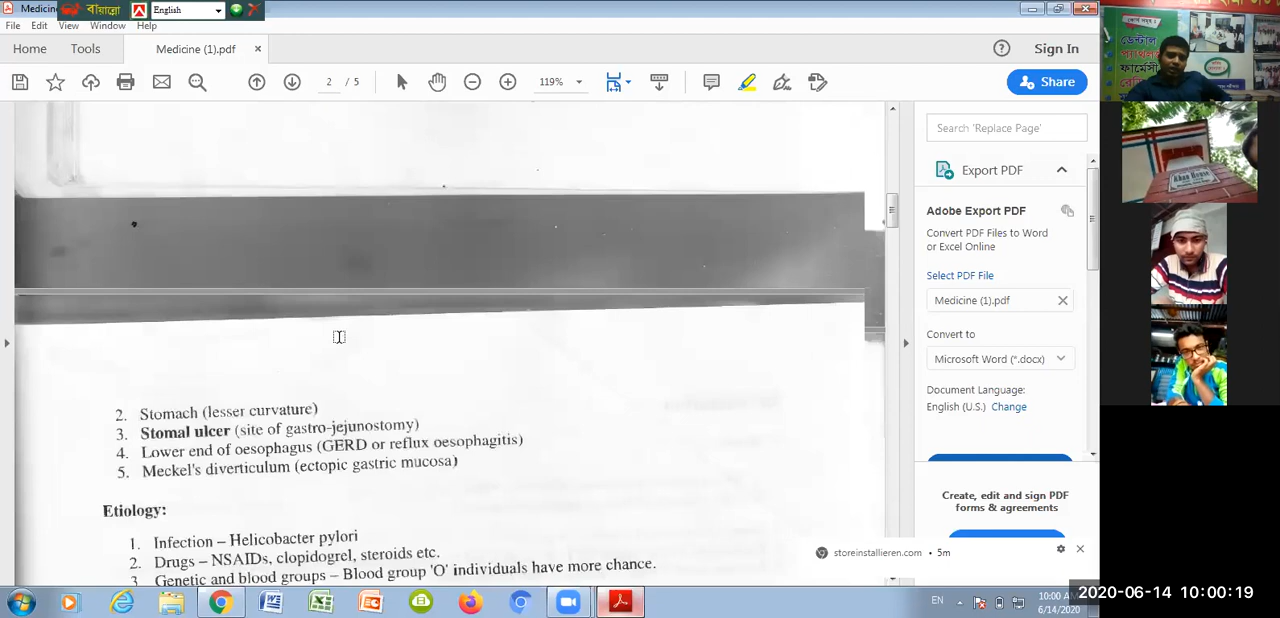 Medicin
বাংলা
English
File Edit View Window Help
Home Tools Medicine (1).pdf × Sign In
2 / 5 119% Share
Search 'Replace Page'
Export PDF
Adobe Export PDF
Convert PDF Files to Word
or Excel Online
Select PDF File
Medicine (1).pdf
Convert to
Microsoft Word (*.docx)
Document Language:
English (U.S.) Change
Create, edit and sign PDF
forms & agreements
2. Stomach (lesser curvature)
3. Stomal ulcer (site of gastro-jejunostomy)
4. Lower end of oesophagus (GERD or reflux oesophagitis)
5. Meckel's diverticulum (ectopic gastric mucosa)
Etiology:
1. Infection – Helicobacter pylori
2. Drugs – NSAIDs, clopidogrel, steroids etc.
3. Genetic and blood groups – Blood group 'O' individuals have more chance.
storeinstallieren.com • 5m
EN
10:00 AM
6/14/2020
2020-06-14 10:00:19
ডেন্টাল
ফার্মেসী
Khan House